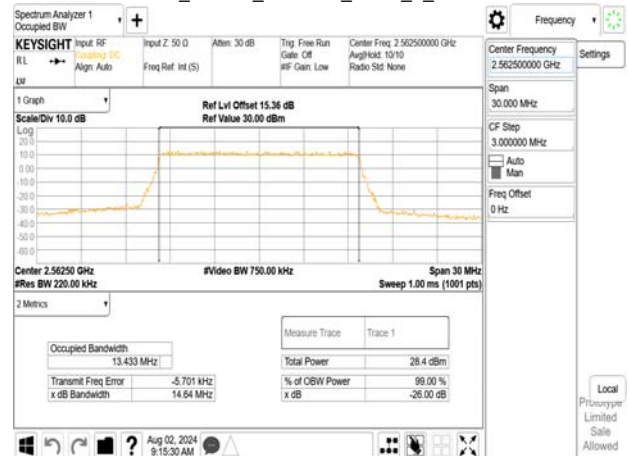 Spectrum Analyzer 1
Occupied BW
Frequency
KEYSIGHT Input: RF Input Z: 50 Ω Atten: 30 dB Trig: Free Run Center Freq: 2.562500000 GHz
RL Coupling: DC Gate: Off Avg|Hold: 10/10
Align: Auto Freq Ref: Int (S) #IF Gain: Low Radio Std: None
LW
Center Frequency
2.562500000 GHz
Settings
Span
30.000 MHz
CF Step
3.000000 MHz
Auto
Man
Freq Offset
0 Hz
1 Graph
Ref Lvl Offset 15.36 dB
Scale/Div 10.0 dB Ref Value 30.00 dBm
Log
20.0
10.0
0.00
-10.0
-20.0
-30.0
-40.0
-50.0
-60.0
Center 2.56250 GHz #Video BW 750.00 kHz Span 30 MHz
#Res BW 220.00 kHz Sweep 1.00 ms (1001 pts)
2 Metrics
Measure Trace Trace 1
Occupied Bandwidth
13.433 MHz
Total Power 28.4 dBm
Transmit Freq Error -5.701 kHz % of OBW Power 99.00 %
x dB Bandwidth 14.64 MHz x dB -26.00 dB
Local
Prototype
Limited
Sale
Allowed
Aug 02, 2024
9:15:30 AM